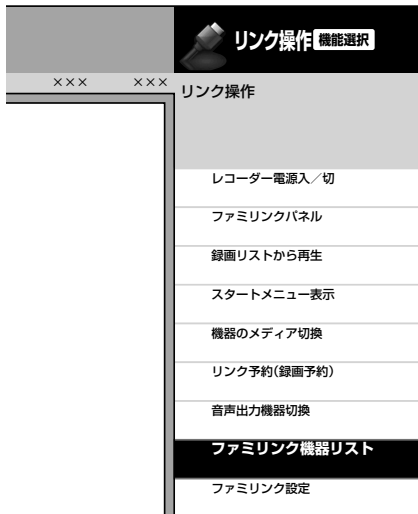 リンク操作 機能選択
××× ×××
リンク操作
レコーダー電源入／切
ファミリンクパネル
録画リストから再生
スタートメニュー表示
機器のメディア切換
リンク予約(録画予約)
音声出力機器切換
ファミリンク機器リスト
ファミリンク設定